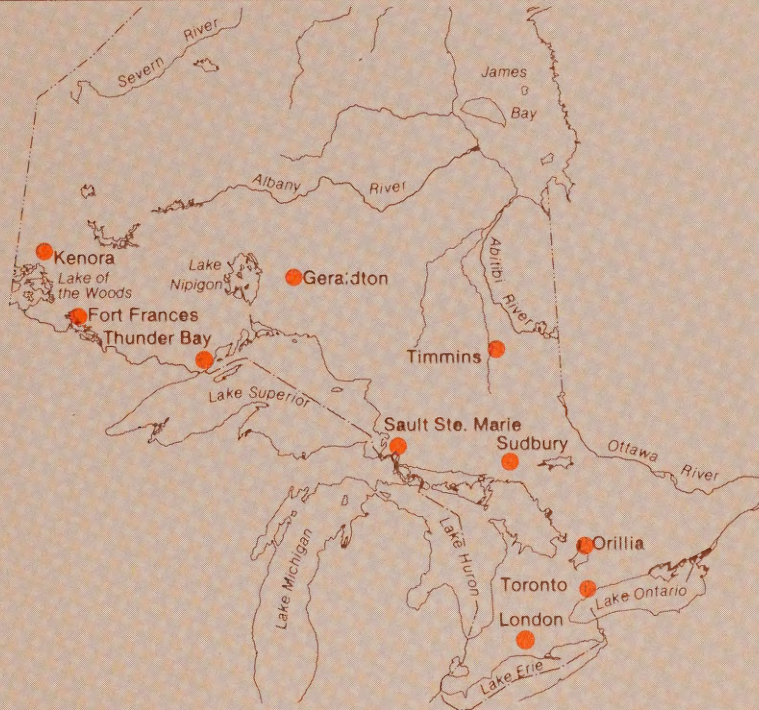 Severn River
James
Bay
Albany River
Abitibi
River
Kenora
Lake of
the Woods
Lake
Nipigon
Geraldton
Fort Frances
Thunder Bay
Timmins
Lake Superior
Sault Ste. Marie
Sudbury
Ottawa River
Lake Michigan
Lake Huron
Orillia
Toronto
Lake Ontario
London
Lake Erie